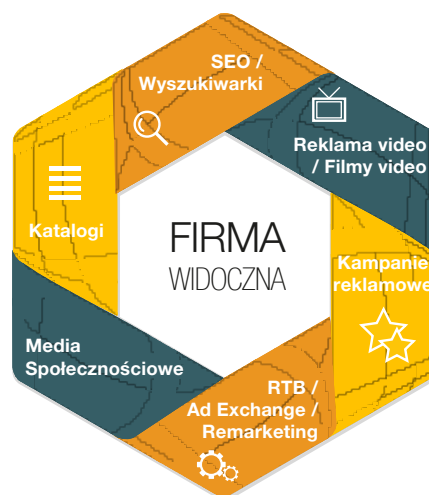 SEO /
Wyszukiwarki
Reklama video
/ Filmy video
Katalogi
FIRMA
WIDOCZNA
Kampanie
reklamowe
Media
Społecznościowe
RTB /
Ad Exchange /
Remarketing